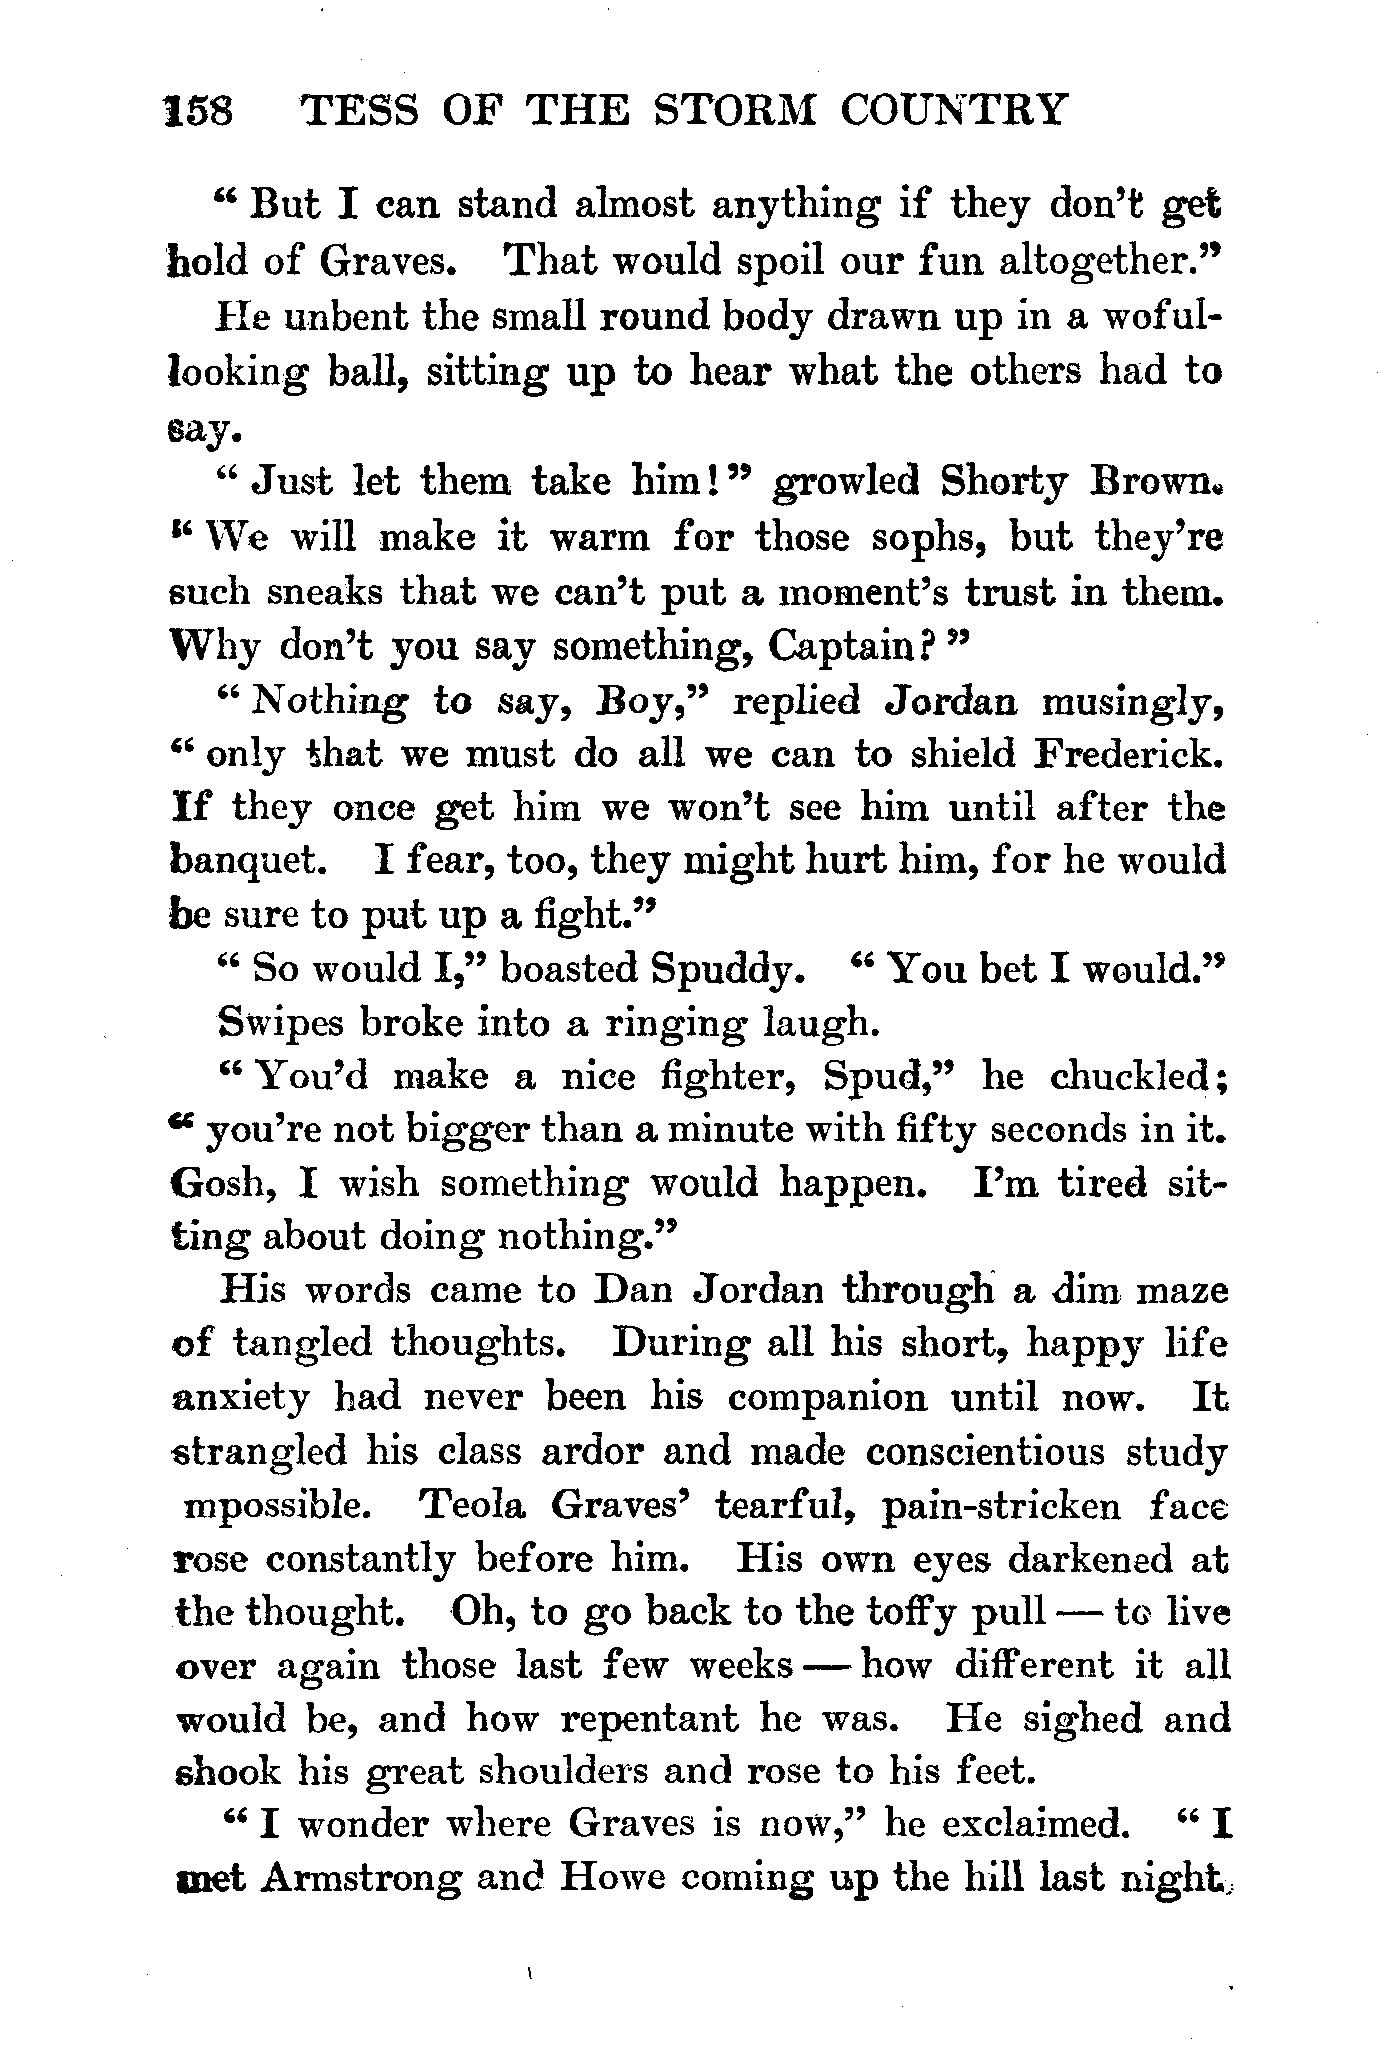 158 TESS OF THE STORM COUNTRY
“ But I can stand almost anything if they don’t get
hold of Graves. That would spoil our fun altogether.”
He unbent the small round body drawn up in a woful-
looking ball, sitting up to hear what the others had to
say.
“ Just let them take him! ” growled Shorty Brown.
“ We will make it warm for those sophs, but they’re
such sneaks that we can’t put a moment’s trust in them.
Why don’t you say something, Captain? ”
“ Nothing to say, Boy,” replied Jordan musingly,
“ only that we must do all we can to shield Frederick.
If they once get him we won’t see him until after the
banquet. I fear, too, they might hurt him, for he would
be sure to put up a fight.”
“ So would I,” boasted Spuddy. “ You bet I would.”
Swipes broke into a ringing laugh.
“ You’d make a nice fighter, Spud,” he chuckled;
“ you’re not bigger than a minute with fifty seconds in it.
Gosh, I wish something would happen. I’m tired sit-
ting about doing nothing.”
His words came to Dan Jordan through a dim maze
of tangled thoughts. During all his short, happy life
anxiety had never been his companion until now. It
strangled his class ardor and made conscientious study
mpossible. Teola Graves’ tearful, pain-stricken face
rose constantly before him. His own eyes darkened at
the thought. Oh, to go back to the toffy pull — to live
over again those last few weeks — how different it all
would be, and how repentant he was. He sighed and
shook his great shoulders and rose to his feet.
“ I wonder where Graves is now,” he exclaimed. “ I
met Armstrong and Howe coming up the hill last night,